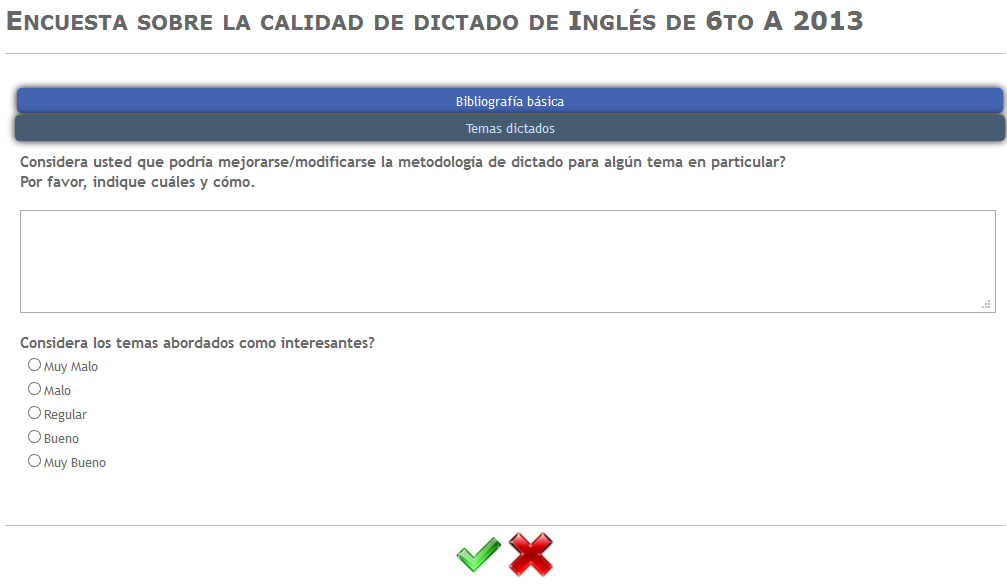 Encuesta sobre la calidad de dictado de Inglés de 6to A 2013
Bibliografía básica
Temas dictados
Considera usted que podría mejorarse/modificarse la metodología de dictado para algún tema en particular?
Por favor, indique cuáles y cómo.
Considera los temas abordados como interesantes?
Muy Malo
Malo
Regular
Bueno
Muy Bueno